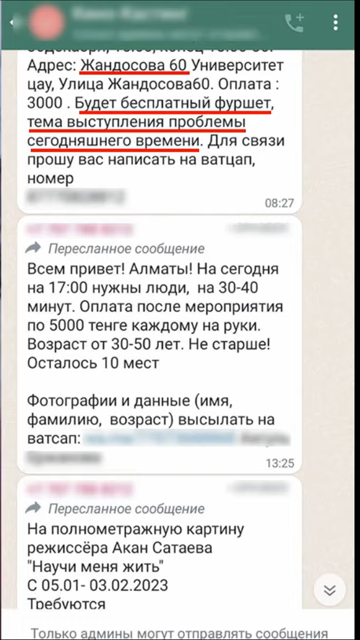 Адрес: Жандосова 60 Университет
цау, Улица Жандосова60. Оплата :
3000 . Будет бесплатный фуршет,
тема выступления проблемы
сегодняшнего времени. Для связи
прошу вас написать на ватцап,
номер
08:27
Пересланное сообщение
Всем привет! Алматы! На сегодня
на 17:00 нужны люди, на 30-40
минут. Оплата после мероприятия
по 5000 тенге каждому на руки.
Возраст от 30-50 лет. Не старше!
Осталось 10 мест
Фотографии и данные (имя,
фамилию, возраст) высылать на
ватсап:
13:25
Пересланное сообщение
На полнометражную картину
режиссёра Акан Сатаева
"Научи меня жить"
С 05.01- 03.02.2023
Требуются
Только админы могут отправлять сообщения